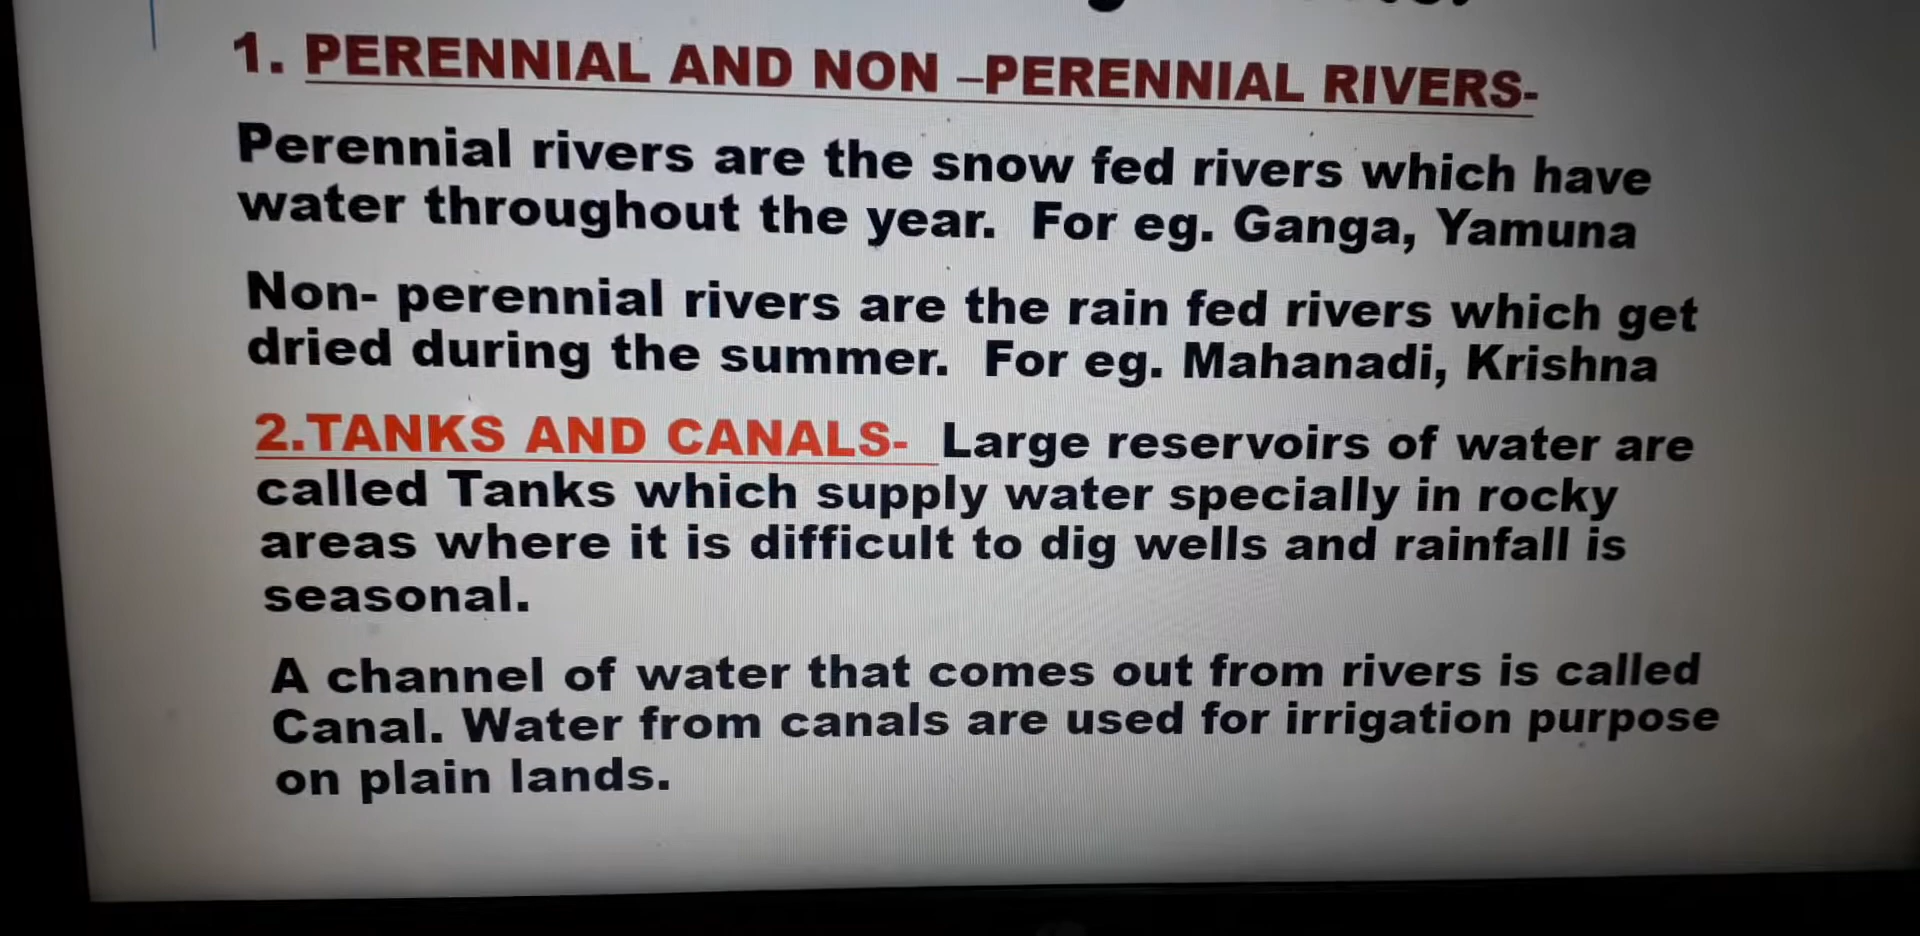 1. PERENNIAL AND NON –PERENNIAL RIVERS-
Perennial rivers are the snow fed rivers which have
water throughout the year. For eg. Ganga, Yamuna
Non- perennial rivers are the rain fed rivers which get
dried during the summer. For eg. Mahanadi, Krishna
2.TANKS AND CANALS- Large reservoirs of water are
called Tanks which supply water specially in rocky
areas where it is difficult to dig wells and rainfall is
seasonal.
A channel of water that comes out from rivers is called
Canal. Water from canals are used for irrigation purpose
on plain lands.